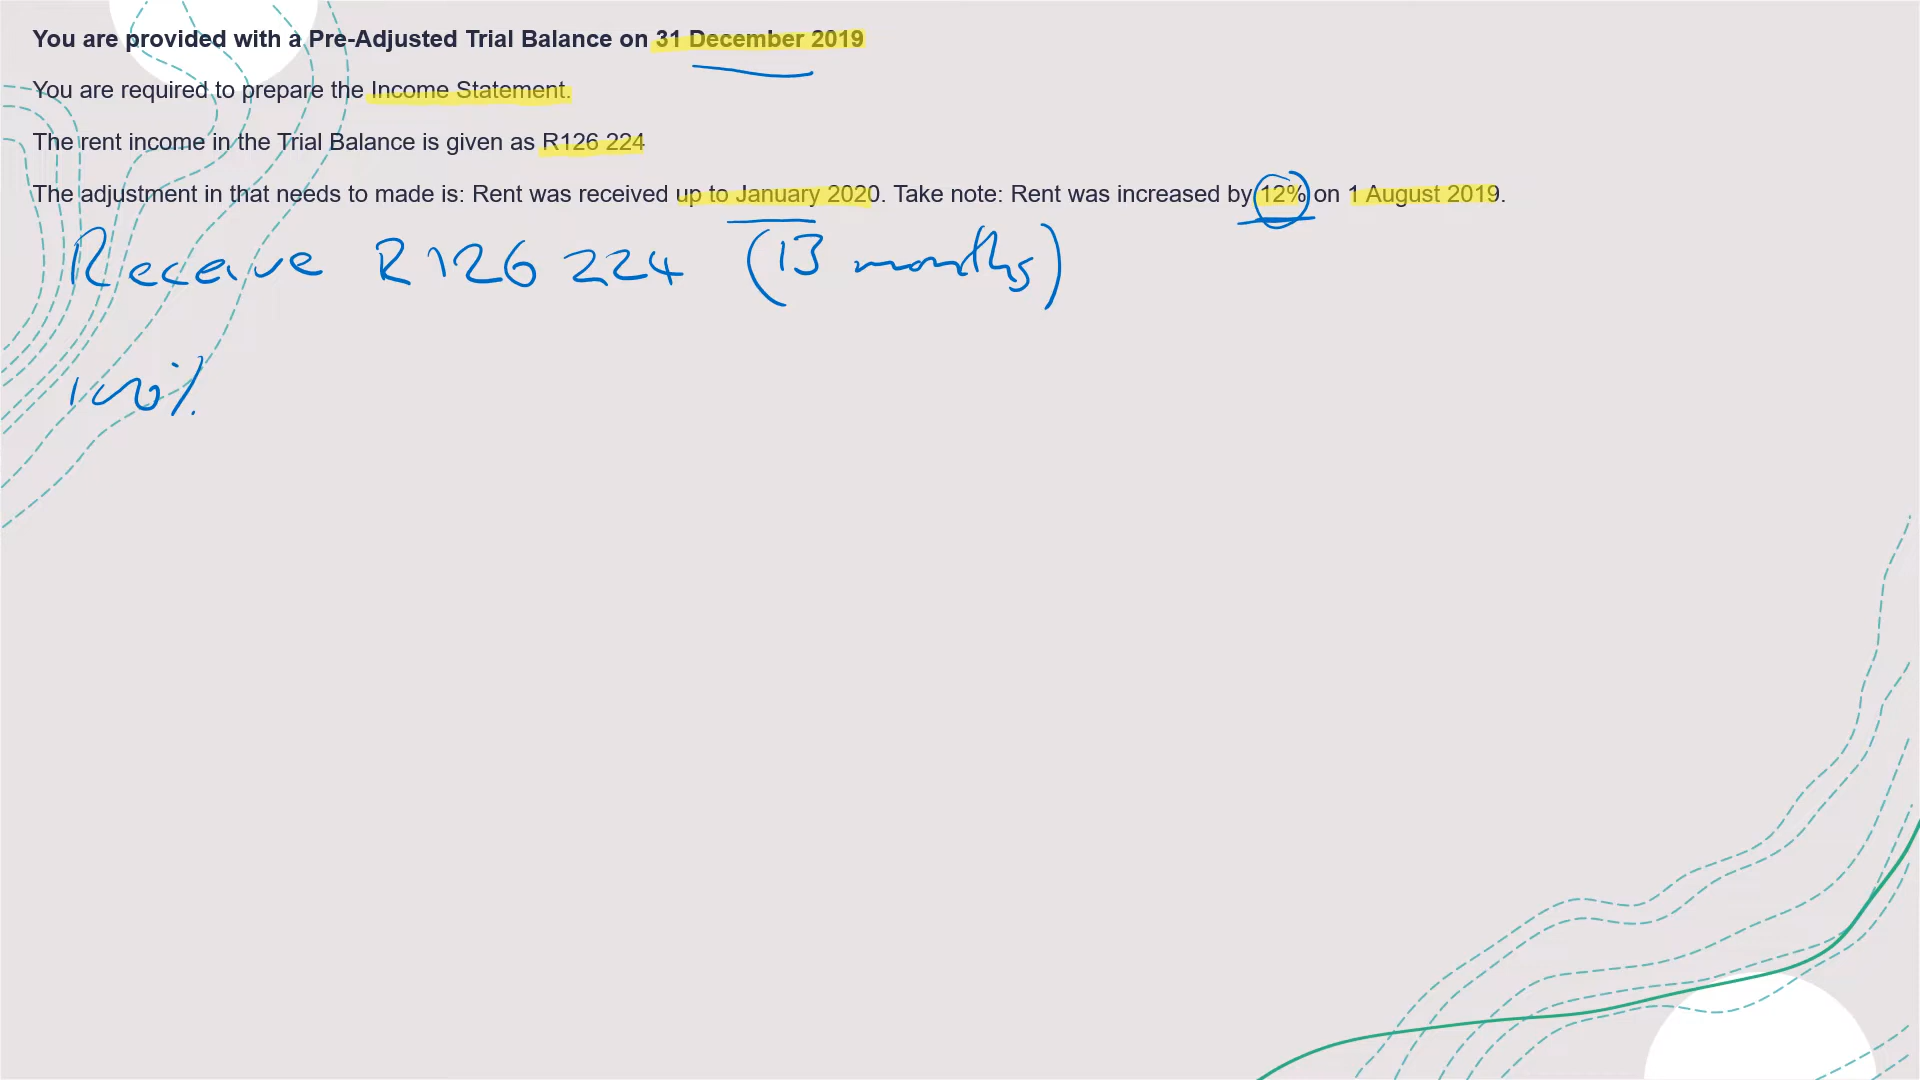 You are provided with a Pre-Adjusted Trial Balance on 31 December 2019
You are required to prepare the Income Statement.
The rent income in the Trial Balance is given as R126 224
The adjustment in that needs to made is: Rent was received up to January 2020. Take note: Rent was increased by 12% on 1 August 2019.
Receive R126 224 (13 months)
100%